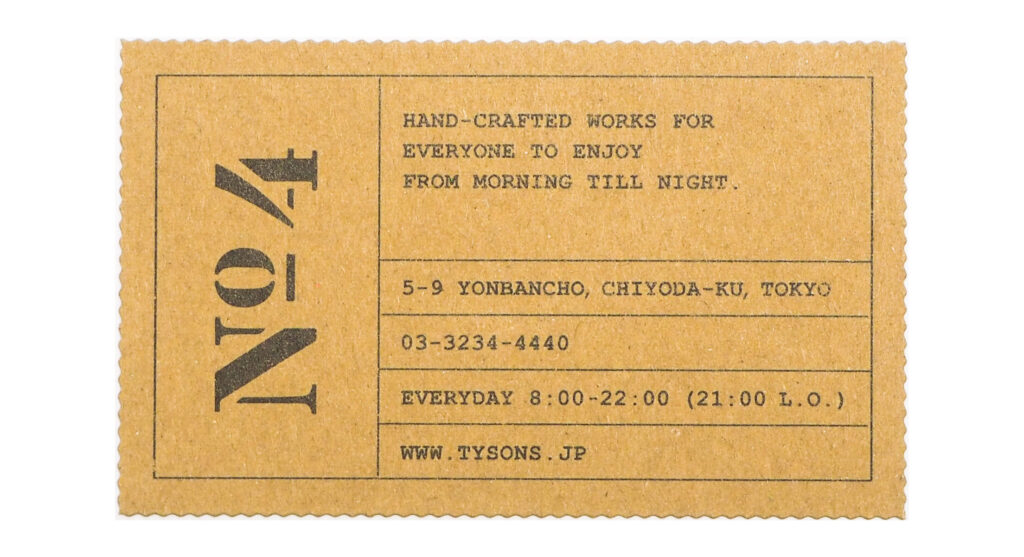 No 4
HAND-CRAFTED WORKS FOR
EVERYONE TO ENJOY
FROM MORNING TILL NIGHT.
5-9 YONBANCHO, CHIYODA-KU, TOKYO
03-3234-4440
EVERYDAY 8:00-22:00 (21:00 L.O.)
WWW.TYSONS.JP